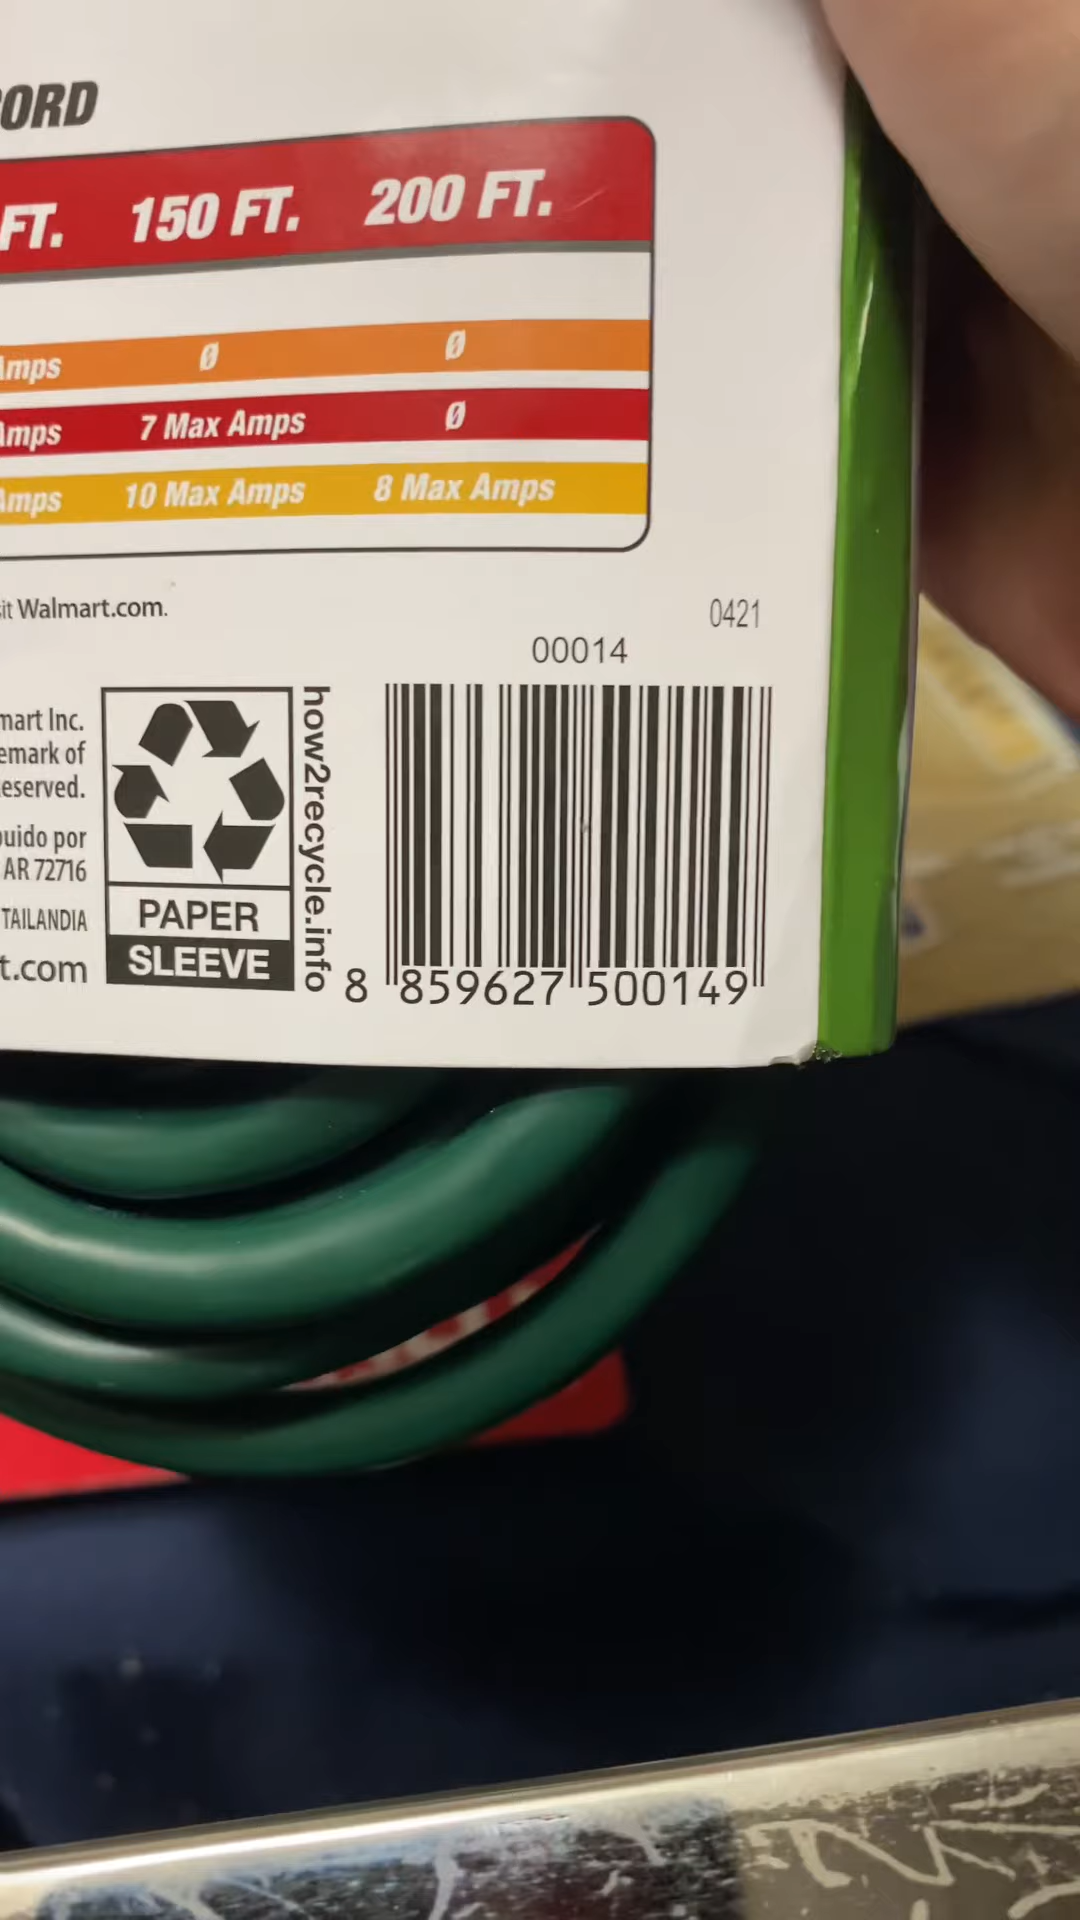 ORD
FT. 150 FT. 200 FT.
Amps Ø Ø
Amps 7 Max Amps Ø
Amps 10 Max Amps 8 Max Amps
it Walmart.com.
0421
00014
mart Inc.
emark of
eserved.
uido por
AR 72716
TAILANDIA
t.com
PAPER
SLEEVE
how2recycle.info
8 859627 500149